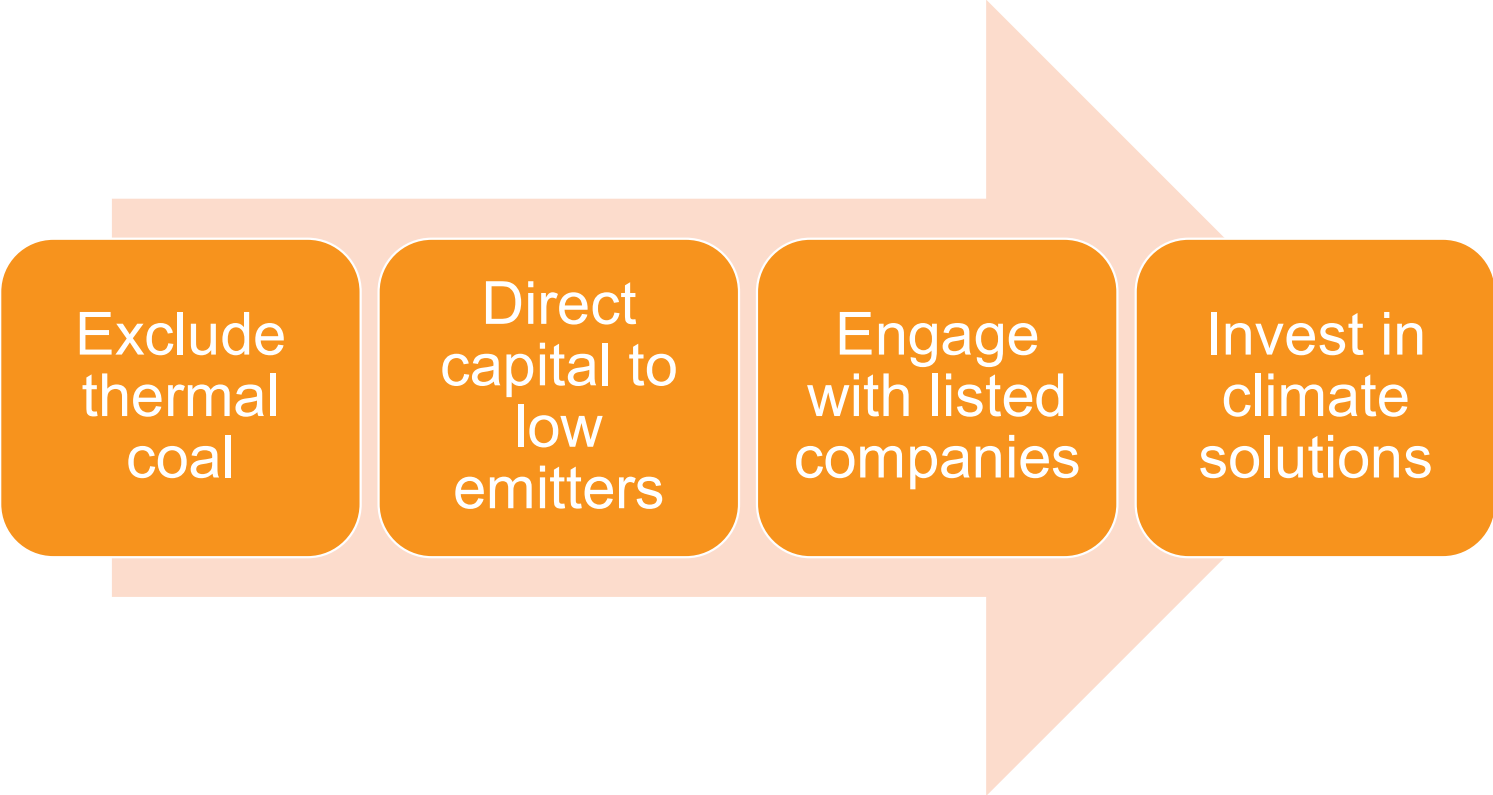 Exclude
thermal
coal
Direct
capital to
low
emitters
Engage
with listed
companies
Invest in
climate
solutions